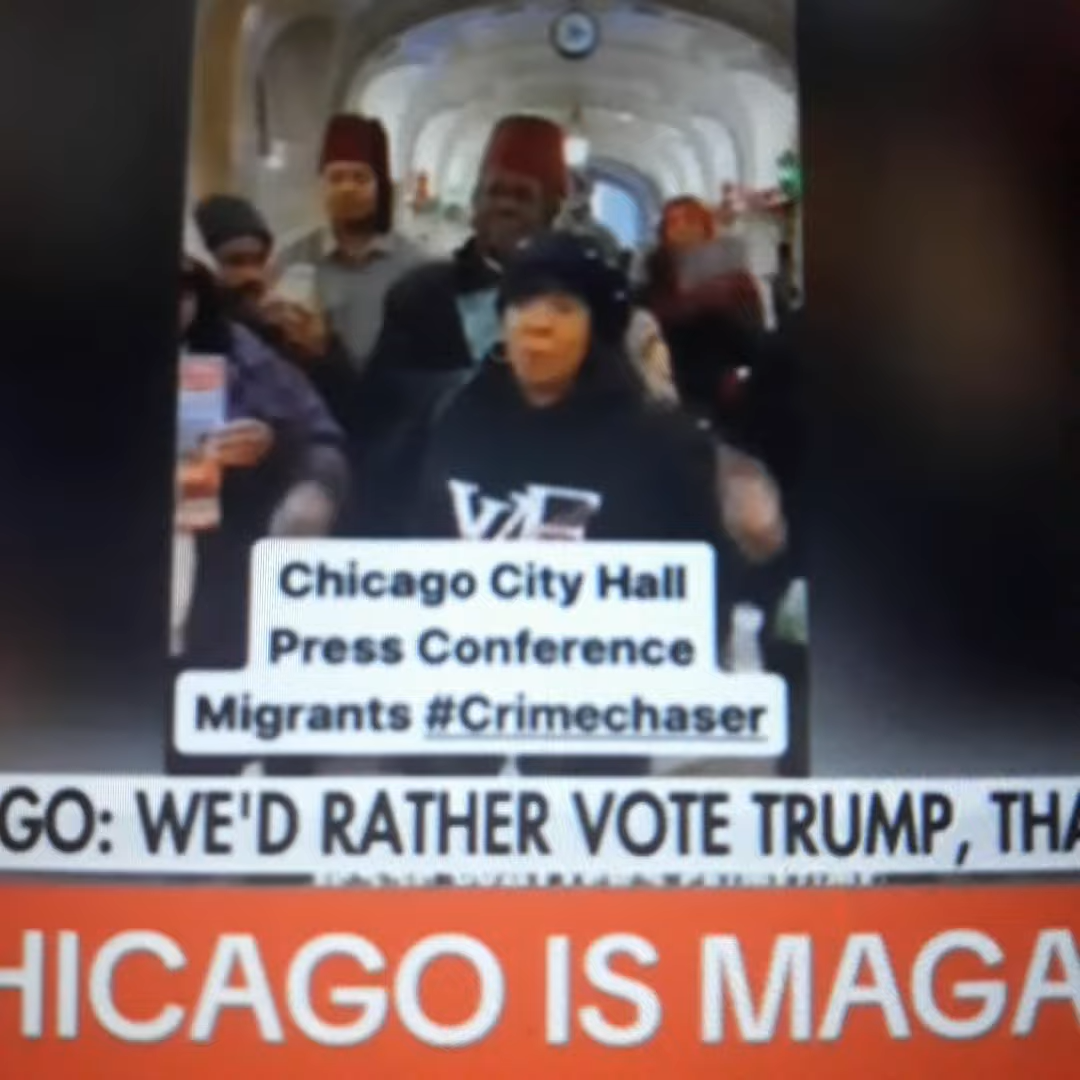 Chicago City Hall
Press Conference
Migrants #Crimechaser
GO: WE'D RATHER VOTE TRUMP, THA
HICAGO IS MAGA